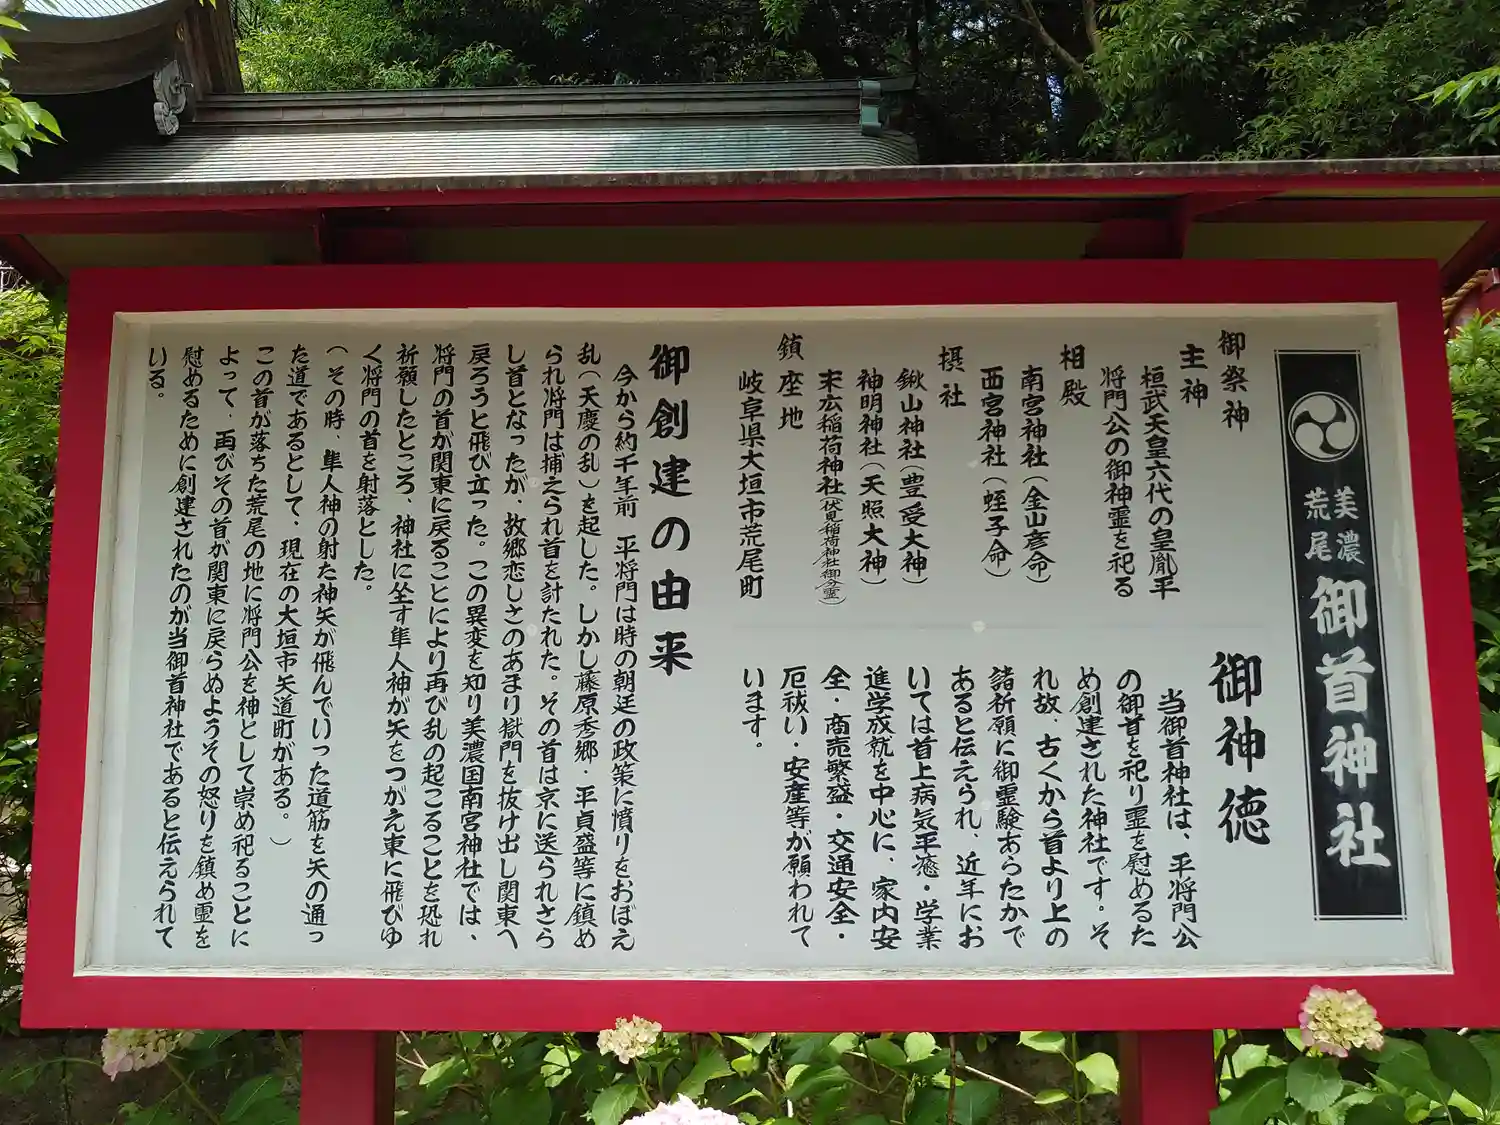 美濃
荒尾
御首神社
御祭神
主神
桓武天皇六代の皇胤平
将門公の御神霊を祀る
相殿
南宮神社(金山彦命)
西宮神社(蛭子命)
摂社
鍬山神社(豊受大神)
神明神社(天照大神)
末広稲荷神社(伏見稲荷神社御分霊)
鎮座地
岐阜県大垣市荒尾町
御神徳
当御首神社は、平将門公
の御首を祀り霊を慰めるた
め創建された神社です。そ
れ故、古くから首より上の
諸祈願に御霊験あらたかで
あると伝えられ、近年にお
いては首上病気平癒・学業
進学成就を中心に、家内安
全・商売繁盛・交通安全・
厄祓い・安産等が願われて
います。
御創建の由来
今から約千年前、平将門は時の朝廷の政策に憤りをおぼえ
乱(天慶の乱)を起した。しかし藤原秀郷・平貞盛等に鎮め
られ将門は捕えられ首を討たれた。その首は京に送られさら
し首となったが、故郷恋しさのあまり獄門を抜け出し関東へ
戻ろうと飛び立った。この異変を知り美濃国南宮神社では、
将門の首が関東に戻ることにより再び乱の起こることを恐れ
祈願したところ、神社に坐す隼人神が矢をつがえ東に飛びゆ
く将門の首を射落とした。
(その時、隼人神の射た神矢が飛んでいった道筋を矢の通っ
た道であるとして、現在の大垣市矢道町がある。)
この首が落ちた荒尾の地に将門公を神として崇め祀ることに
よって、再びその首が関東に戻らぬようその怒りを鎮め霊を
慰めるために創建されたのが当御首神社であると伝えられて
いる。